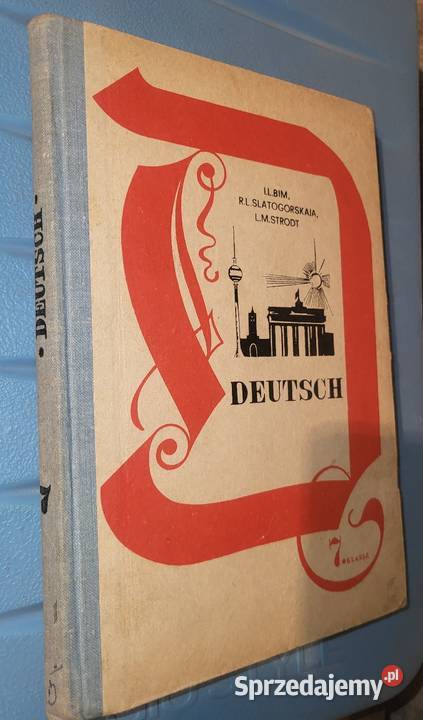 I.L.BIM,
R.L.SLATOGORSKAJA,
L.M.STRODT
DEUTSCH
7
• DEUTSCH •
7
Sprzedajemy.pl